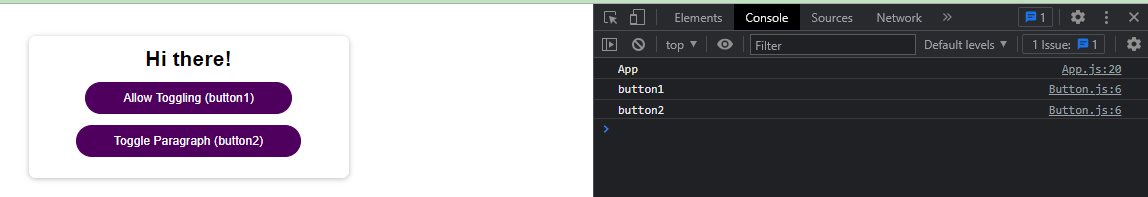 Hi there!
Allow Toggling (button1)
Toggle Paragraph (button2)
Elements Console Sources Network » 1
top ▼ Filter Default levels ▼ 1 Issue: 1
App App.js:20
button1 Button.js:6
button2 Button.js:6
>